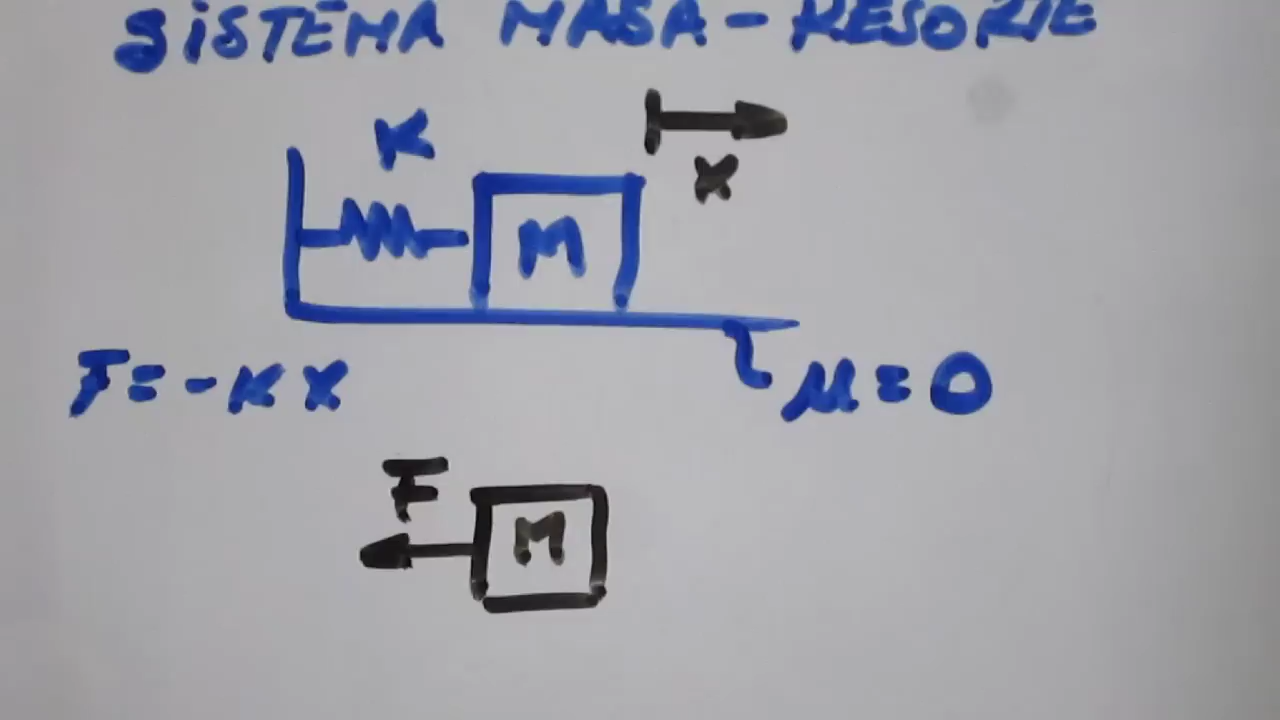 SISTEMA MASA-RESORTE
K
X
M
F=-KX
μ=0
F
M